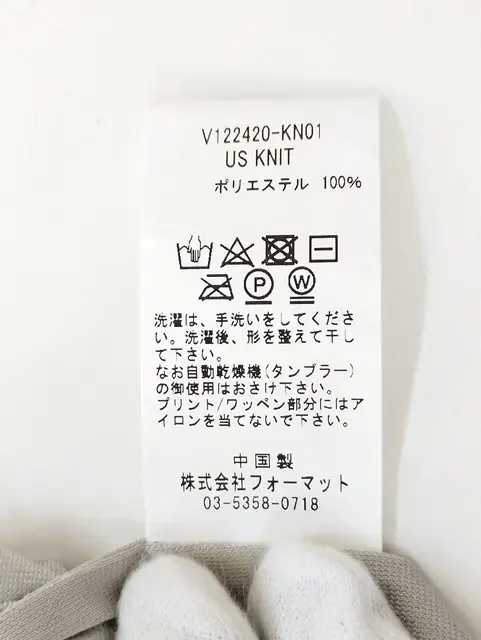 V122420-KN01
US KNIT
ポリエステル 100%
P W
洗濯は、手洗いをしてくださ
い。洗濯後、形を整えて干し
て下さい。
なお自動乾燥機(タンブラー)
の御使用はおさけ下さい。
プリント/ワッペン部分にはア
イロンを当てないで下さい。
中国製
株式会社フォーマット
03-5358-0718